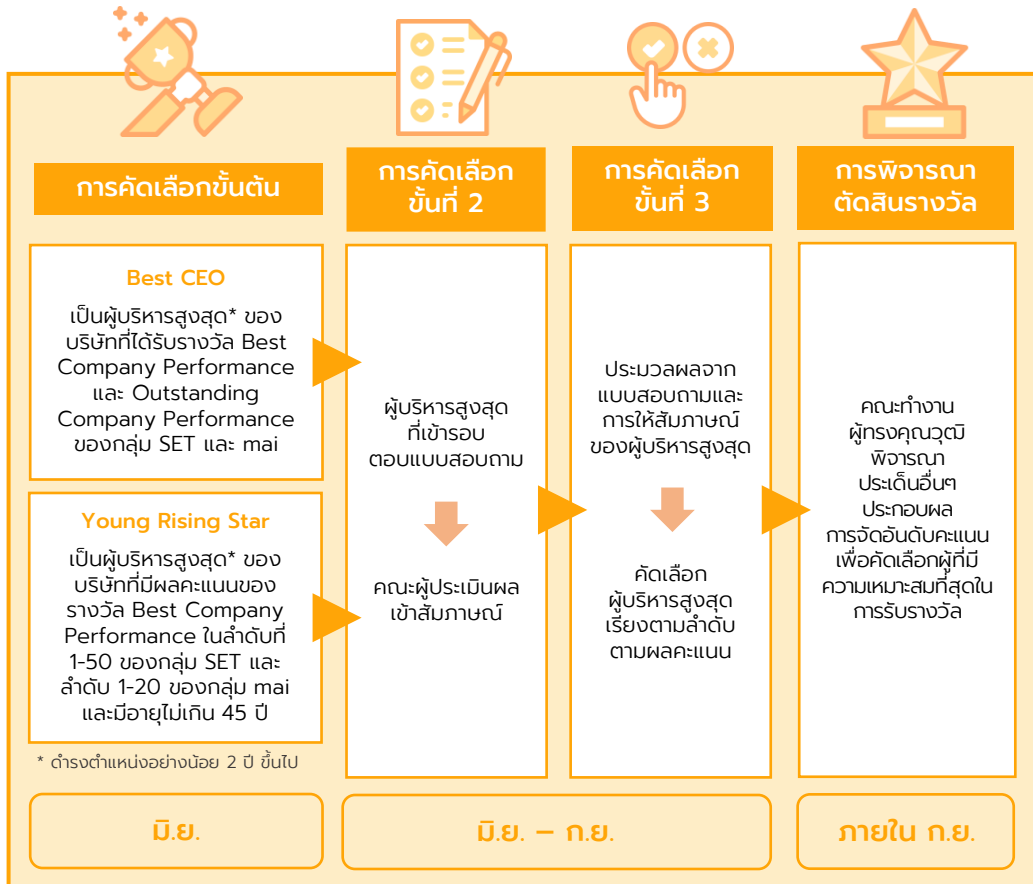 การคัดเลือกขั้นต้น
Best CEO
เป็นผู้บริหารสูงสุด* ของ
บริษัทที่ได้รับรางวัล Best
Company Performance
และ Outstanding
Company Performance
ของกลุ่ม SET และ mai
Young Rising Star
เป็นผู้บริหารสูงสุด* ของ
บริษัทที่มีผลคะแนนของ
รางวัล Best Company
Performance ในลำดับที่
1-50 ของกลุ่ม SET และ
ลำดับ 1-20 ของกลุ่ม mai
และมีอายุไม่เกิน 45 ปี
* ดำรงตำแหน่งอย่างน้อย 2 ปี ขึ้นไป
มิ.ย.
การคัดเลือก
ขั้นที่ 2
ผู้บริหารสูงสุด
ที่เข้ารอบ
ตอบแบบสอบถาม
คณะผู้ประเมินผล
เข้าสัมภาษณ์
การคัดเลือก
ขั้นที่ 3
ประมวลผลจาก
แบบสอบถามและ
การให้สัมภาษณ์
ของผู้บริหารสูงสุด
คัดเลือก
ผู้บริหารสูงสุด
เรียงตามลำดับ
ตามผลคะแนน
มิ.ย. – ก.ย.
การพิจารณา
ตัดสินรางวัล
คณะทำงาน
ผู้ทรงคุณวุฒิ
พิจารณา
ประเด็นอื่นๆ
ประกอบผล
การจัดอันดับคะแนน
เพื่อคัดเลือกผู้ที่มี
ความเหมาะสมที่สุดใน
การรับรางวัล
ภายใน ก.ย.